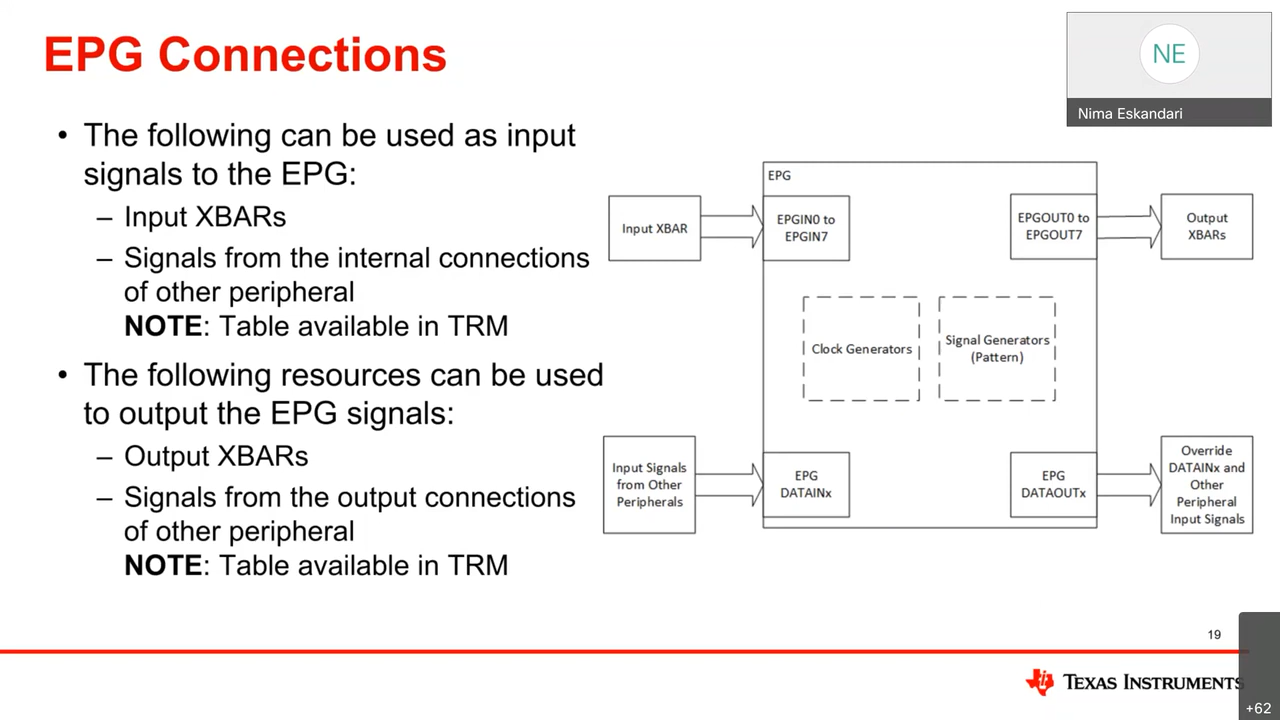 EPG Connections
NE
Nima Eskandari
• The following can be used as input
signals to the EPG:
– Input XBARs
– Signals from the internal connections
of other peripheral
NOTE: Table available in TRM
• The following resources can be used
to output the EPG signals:
– Output XBARs
– Signals from the output connections
of other peripheral
NOTE: Table available in TRM
EPG
Input XBAR
EPGIN0 to
EPGIN7
EPGOUT0 to
EPGOUT7
Output
XBARs
Clock Generators
Signal Generators
(Pattern)
Input Signals
from Other
Peripherals
EPG
DATAINx
EPG
DATAOUTx
Override
DATAINx and
Other
Peripheral
Input Signals
19
TEXAS INSTRUMENTS
+62